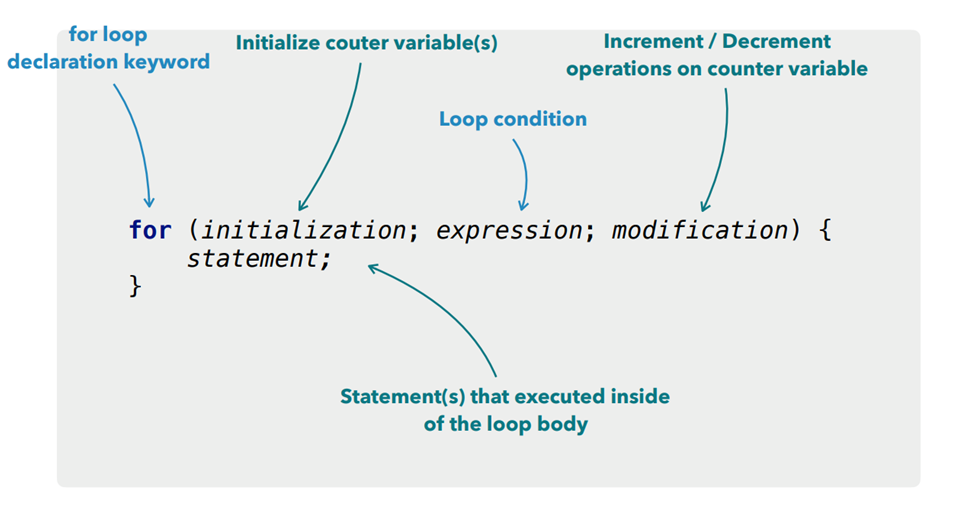 for loop
declaration keyword
Initialize couter variable(s)
Increment / Decrement
operations on counter variable
Loop condition
for (initialization; expression; modification) {
statement;
}
Statement(s) that executed inside
of the loop body